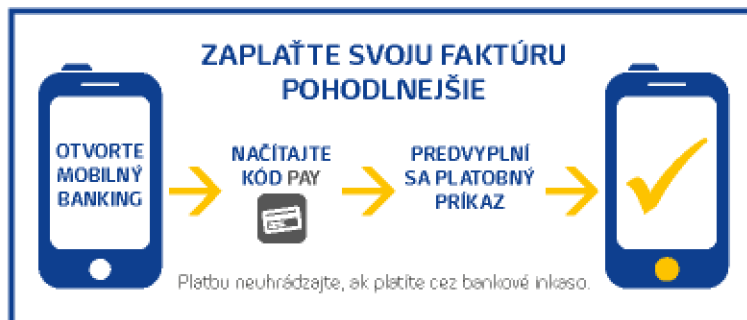 ZAPLAŤTE SVOJU FAKTÚRU
POHODLNEJŠIE
OTVORTE
MOBILNÝ
BANKING
NAČÍTAJTE
KÓD PAY
PREDVYPLNÍ
SA PLATOBNÝ
PRÍKAZ
Platbu neuhrádzajte, ak platíte cez bankové inkaso.